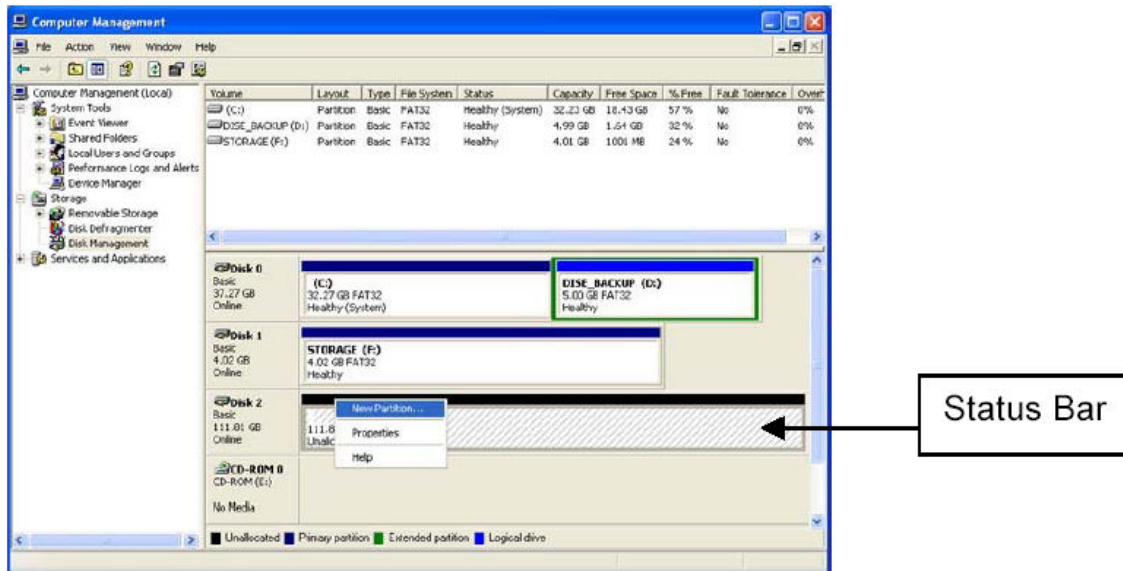 Computer Management
File Action View Window Help
Computer Management (Local)
System Tools
Event Viewer
Shared Folders
Local Users and Groups
Performance Logs and Alerts
Device Manager
Storage
Removable Storage
Disk Defragmenter
Disk Management
Services and Applications
Volume Layout Type File System Status Capacity Free Space % Free Fault Tolerance Overh
(C:) Partition Basic FAT32 Healthy (System) 32.23 GB 18.43 GB 57 % No 0%
DISE_BACKUP (D:) Partition Basic FAT32 Healthy 4.99 GB 1.64 GB 32 % No 0%
STORAGE (F:) Partition Basic FAT32 Healthy 4.01 GB 1001 MB 24 % No 0%
Disk 0
Basic
37.27 GB
Online
(C:)
32.27 GB FAT32
Healthy (System)
DISE_BACKUP (D:)
5.00 GB FAT32
Healthy
Disk 1
Basic
4.02 GB
Online
STORAGE (F:)
4.02 GB FAT32
Healthy
Disk 2
Basic
111.81 GB
Online
111.8
Unalc
New Partition...
Properties
Help
CD-ROM 0
CD-ROM (E:)
No Media
Unallocated Primary partition Extended partition Logical drive
Status Bar